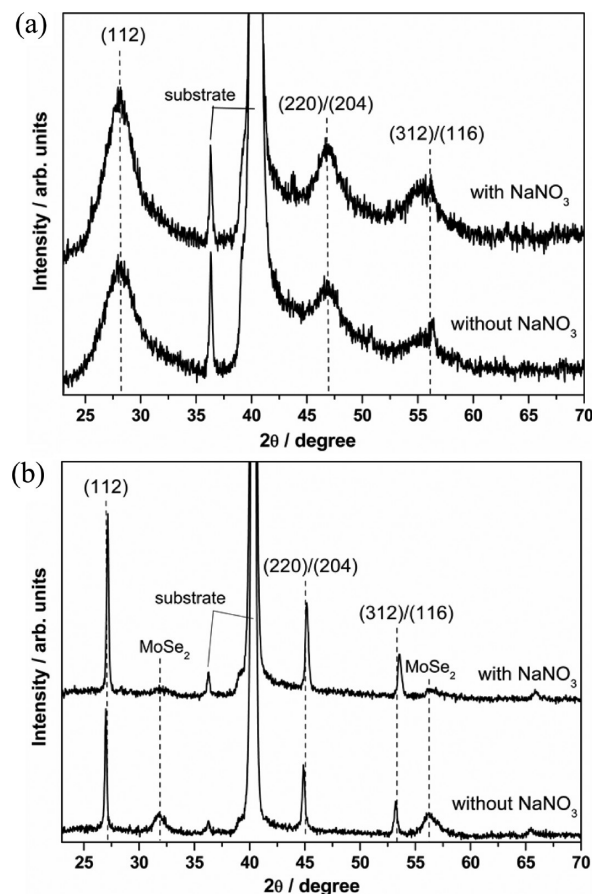 (a)
(112)
substrate
(220)/(204)
(312)/(116)
with NaNO₃
without NaNO₃
Intensity / arb. units
25 30 35 40 45 50 55 60 65 70
2θ / degree
(b)
(112)
(220)/(204)
substrate
(312)/(116)
MoSe₂
MoSe₂
with NaNO₃
without NaNO₃
Intensity / arb. units
25 30 35 40 45 50 55 60 65 70
2θ / degree